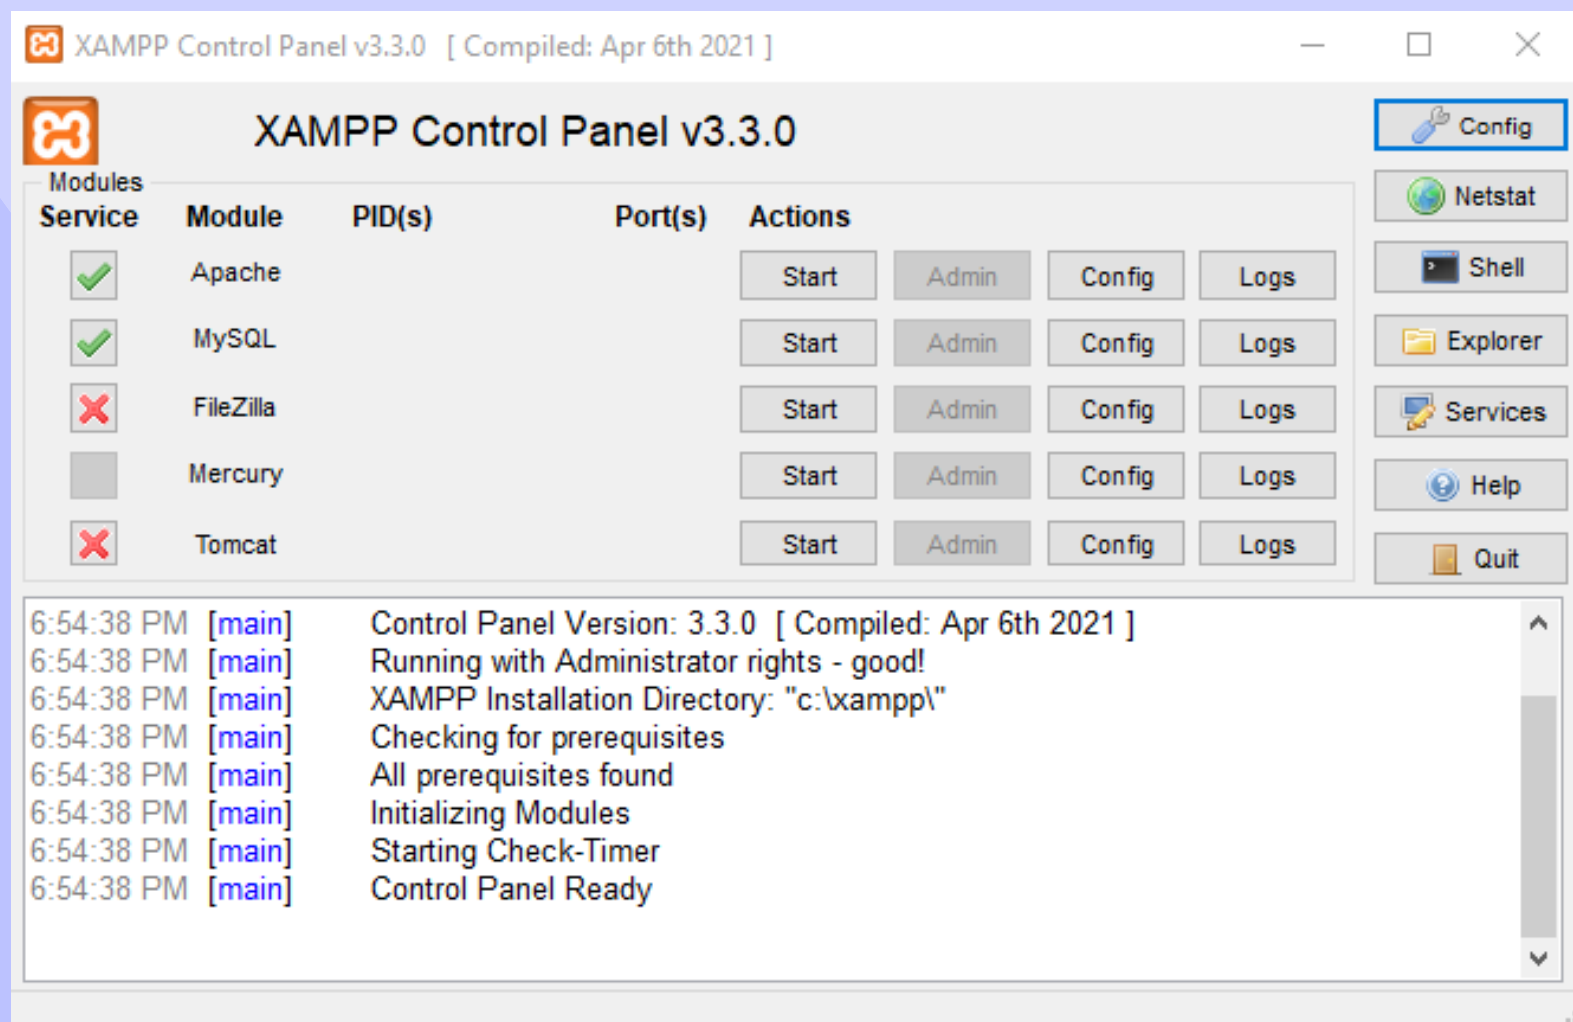 XAMPP Control Panel v3.3.0 [ Compiled: Apr 6th 2021 ]
XAMPP Control Panel v3.3.0
Config
Modules
Netstat
Service Module PID(s) Port(s) Actions
Apache Start Admin Config Logs
Shell
MySQL Start Admin Config Logs
Explorer
FileZilla Start Admin Config Logs
Services
Mercury Start Admin Config Logs
Help
Tomcat Start Admin Config Logs
Quit
6:54:38 PM [main] Control Panel Version: 3.3.0 [ Compiled: Apr 6th 2021 ]
6:54:38 PM [main] Running with Administrator rights - good!
6:54:38 PM [main] XAMPP Installation Directory: "c:\xampp\"
6:54:38 PM [main] Checking for prerequisites
6:54:38 PM [main] All prerequisites found
6:54:38 PM [main] Initializing Modules
6:54:38 PM [main] Starting Check-Timer
6:54:38 PM [main] Control Panel Ready